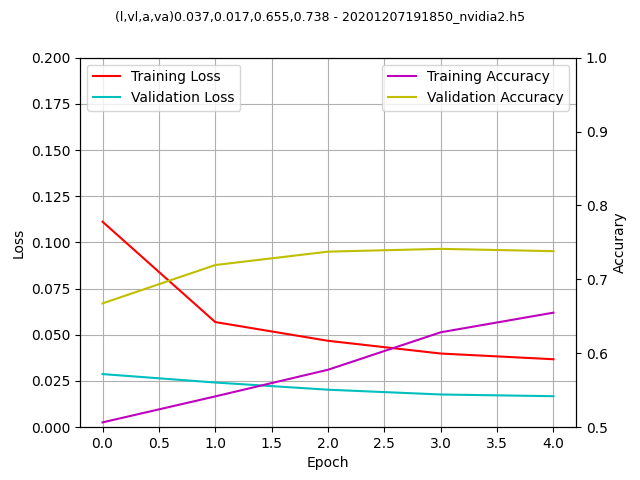 (l,vl,a,va)0.037,0.017,0.655,0.738 - 20201207191850_nvidia2.h5
Training Loss
Validation Loss
Training Accuracy
Validation Accuracy
0.200
0.175
0.150
0.125
0.100
0.075
0.050
0.025
0.000
Loss
1.0
0.9
0.8
0.7
0.6
0.5
Accurary
0.0 0.5 1.0 1.5 2.0 2.5 3.0 3.5 4.0
Epoch